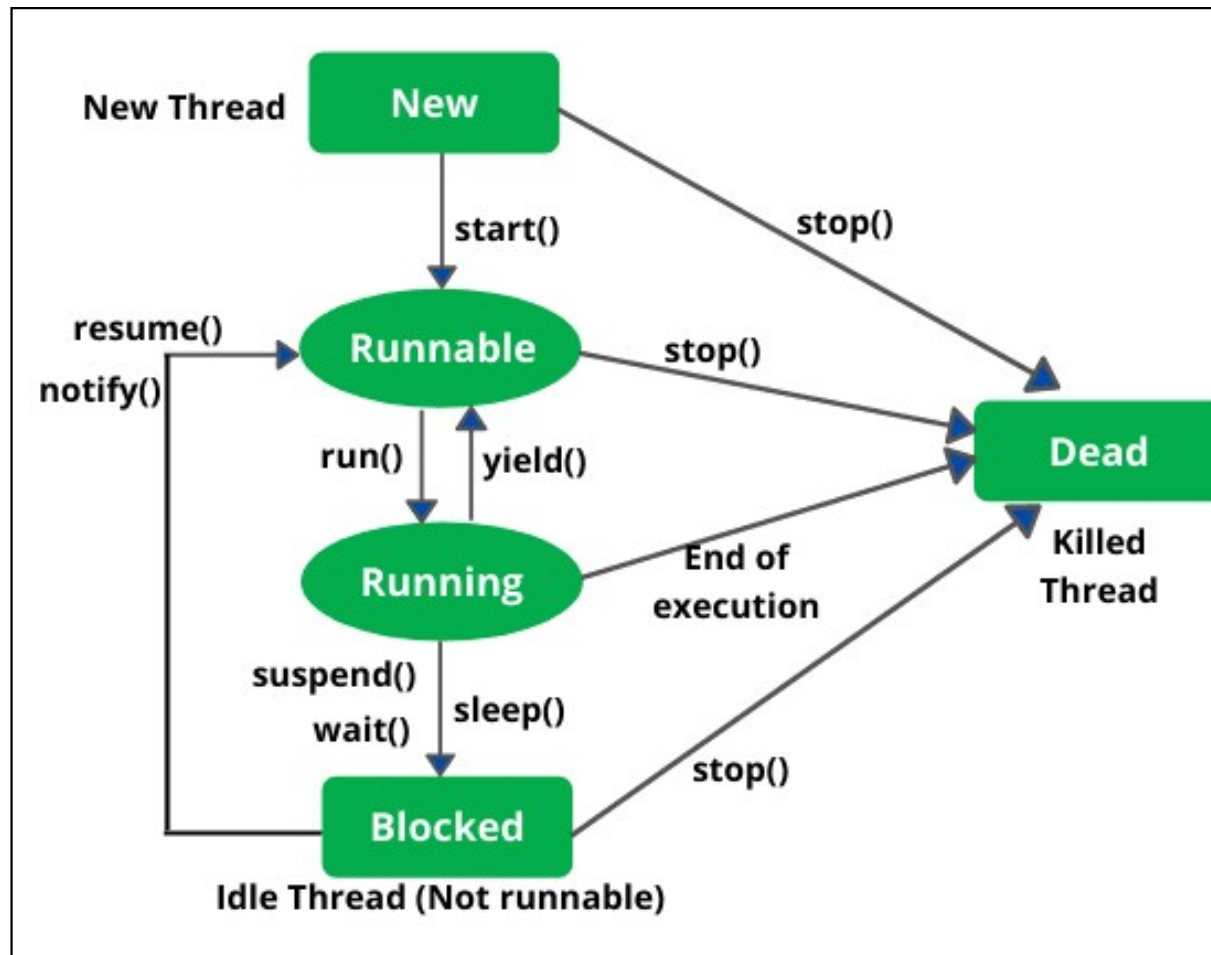 New Thread
New
start()
stop()
resume()
notify()
Runnable
stop()
run()
yield()
Dead
Killed
Thread
Running
End of
execution
suspend()
wait()
sleep()
stop()
Blocked
Idle Thread (Not runnable)